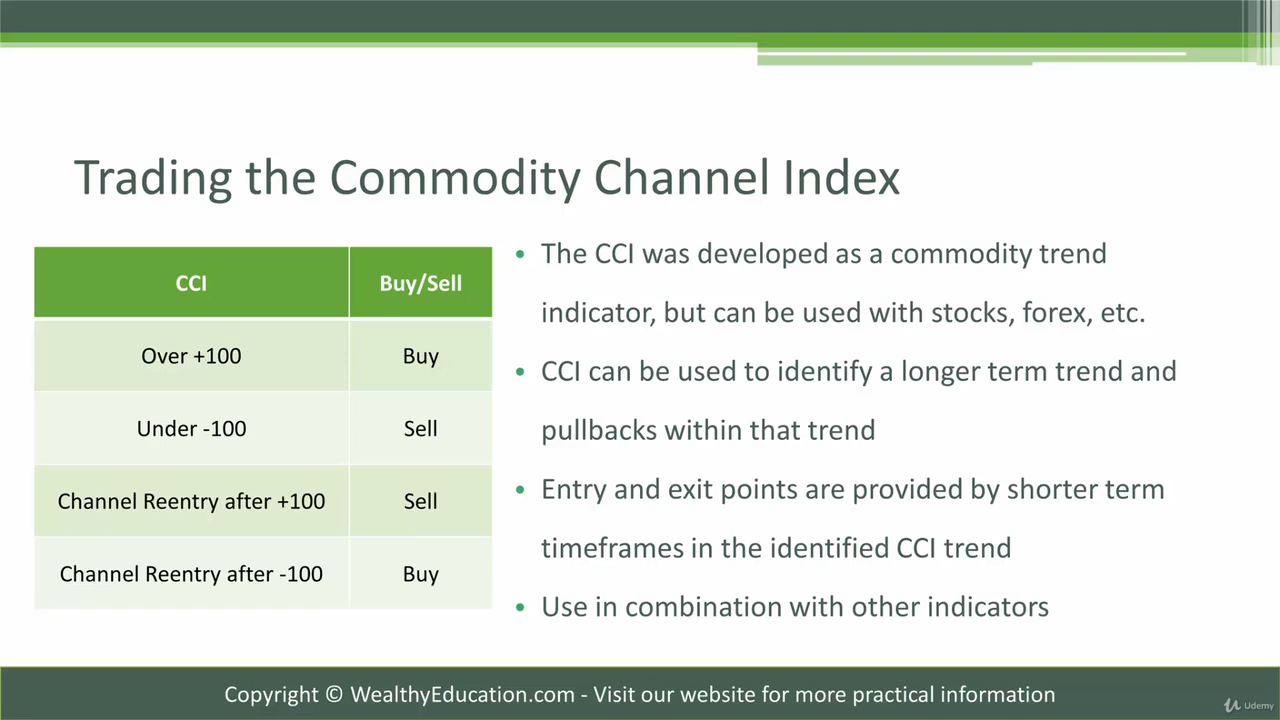 Trading the Commodity Channel Index
CCI Buy/Sell
Over +100 Buy
Under -100 Sell
Channel Reentry after +100 Sell
Channel Reentry after -100 Buy
• The CCI was developed as a commodity trend
indicator, but can be used with stocks, forex, etc.
• CCI can be used to identify a longer term trend and
pullbacks within that trend
• Entry and exit points are provided by shorter term
timeframes in the identified CCI trend
• Use in combination with other indicators
Copyright © WealthyEducation.com - Visit our website for more practical information
Udemy